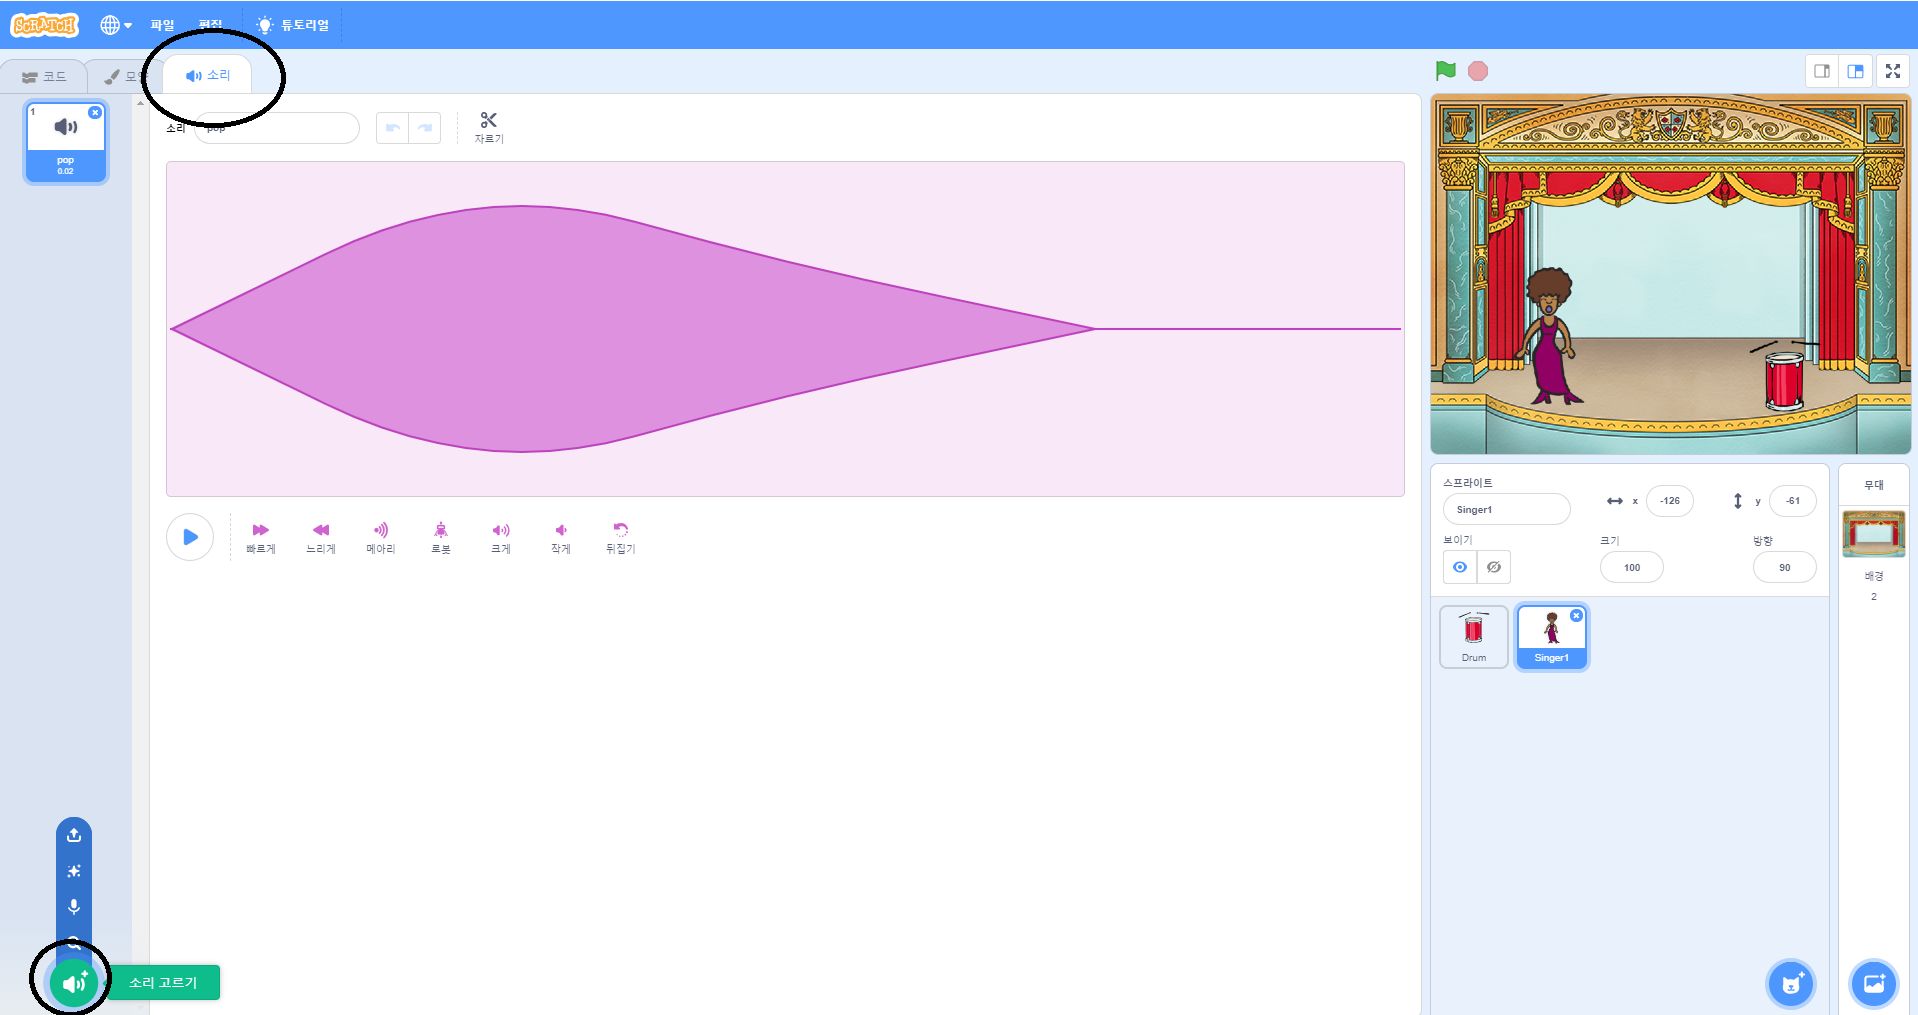 SCRATCH 파일 편집 튜토리얼
코드 소리
1
pop
0.02
소리 pop
자르기
빠르게 느리게 메아리 로봇 크게 작게 뒤집기
소리 고르기
스프라이트
Singer1
x -126 y -61
보이기 크기 방향
100 90
Drum Singer1
무대
배경
2